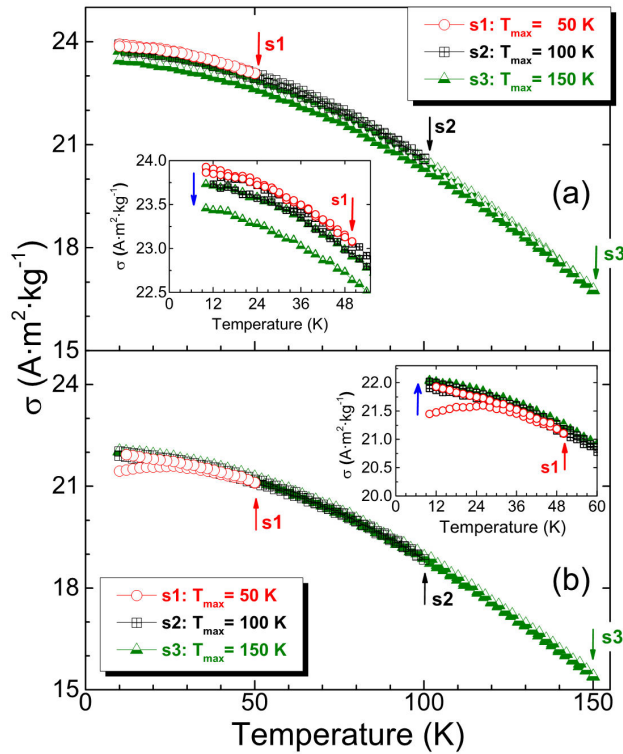 24
s1
s1: Tmax= 50 K
s2: Tmax= 100 K
s3: Tmax= 150 K
s2
21
24.0
s1
23.5
(a)
σ (A·m²·kg⁻¹)
23.0
18
22.5
0 12 24 36 48
s3
Temperature (K)
15
σ (A·m²·kg⁻¹)
24
22.0
21.5
σ (A·m²·kg⁻¹)
21.0
s1
20.5
21
20.0
0 12 24 36 48 60
s1
Temperature (K)
(b)
18
s1: Tmax= 50 K
s2
s2: Tmax= 100 K
s3: Tmax= 150 K
s3
15
0 50 100 150
Temperature (K)